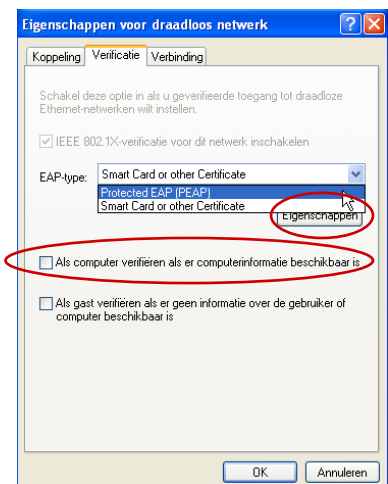 Eigenschappen voor draadloos netwerk
Koppeling Verificatie Verbinding
Schakel deze optie in als u geverifieerde toegang tot draadloze
Ethernet-netwerken wilt instellen.
IEEE 802.1X-verificatie voor dit netwerk inschakelen
EAP-type: Smart Card or other Certificate
Protected EAP (PEAP)
Smart Card or other Certificate
Eigenschappen
Als computer verifiëren als er computerinformatie beschikbaar is
Als gast verifiëren als er geen informatie over de gebruiker of
computer beschikbaar is
OK Annuleren